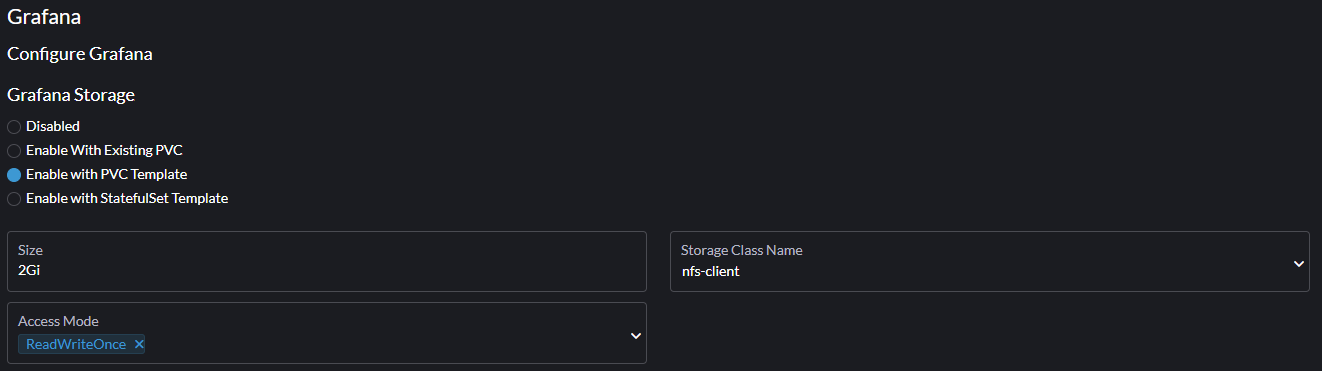 Grafana
Configure Grafana
Grafana Storage
Disabled
Enable With Existing PVC
Enable with PVC Template
Enable with StatefulSet Template
Size
2Gi
Storage Class Name
nfs-client
Access Mode
ReadWriteOnce ×